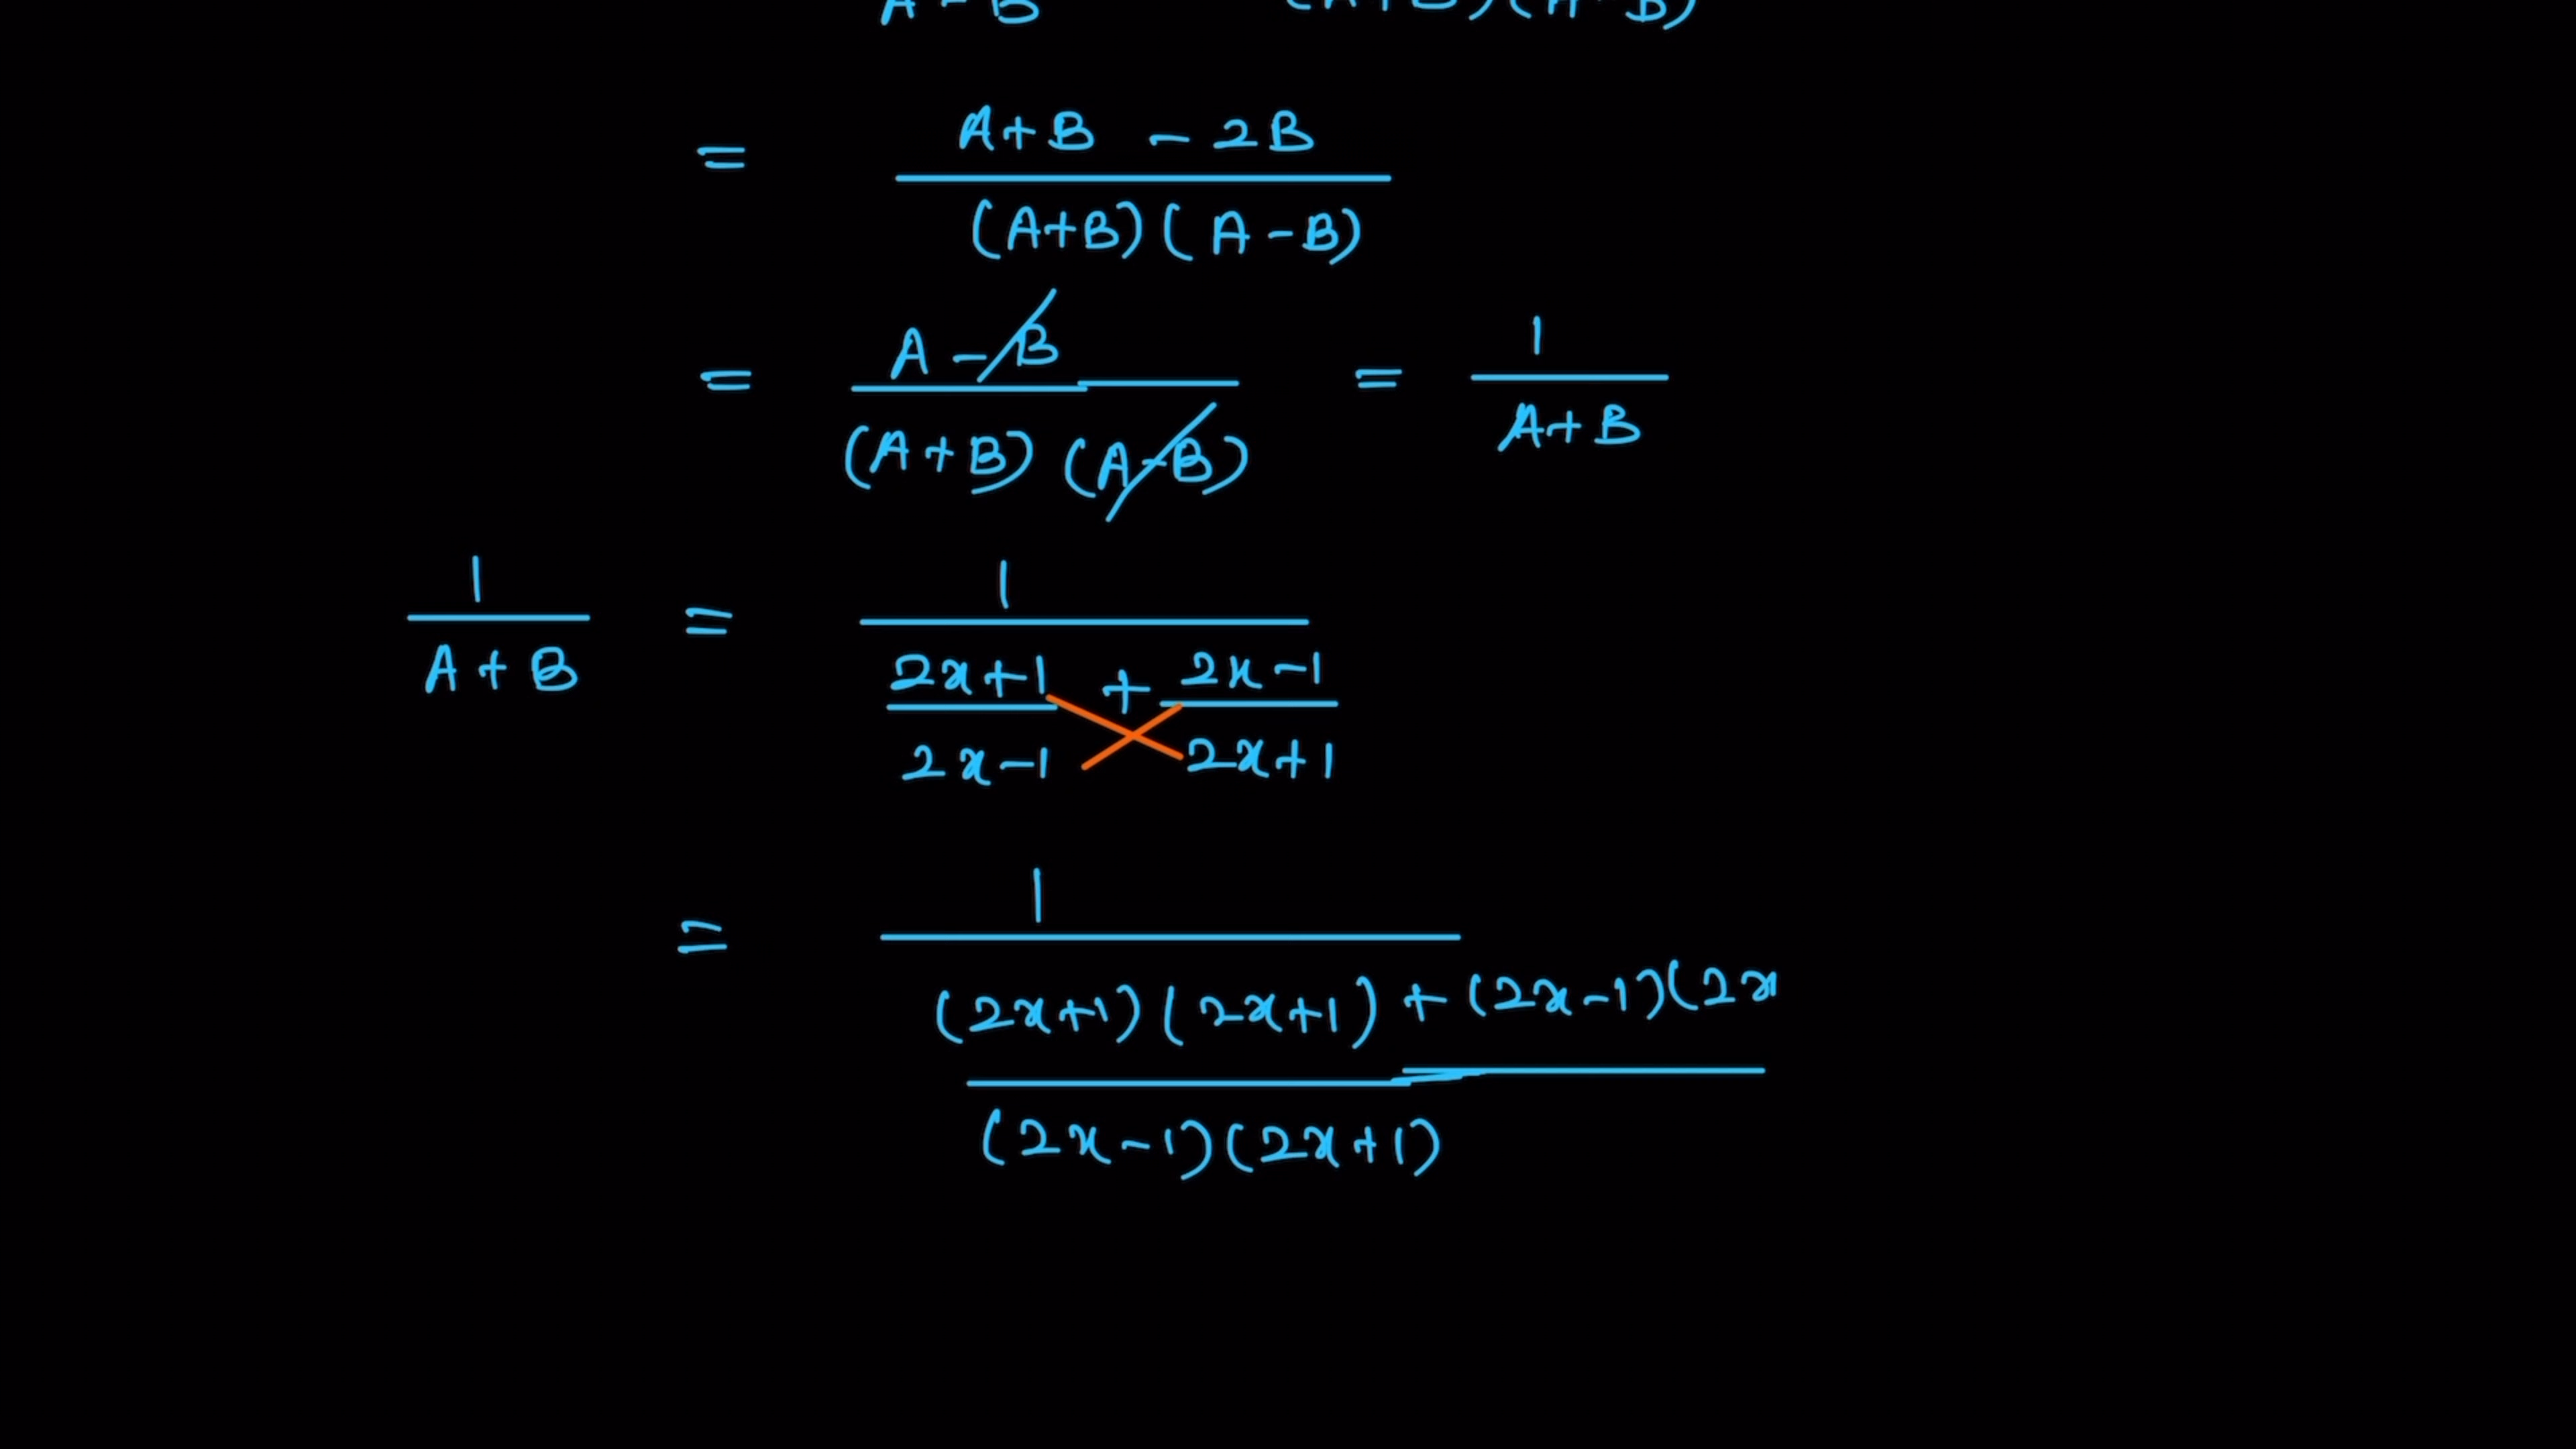 A - B (A+B)(A-B)
= A+B - 2B
(A+B)(A-B)
= A - B = 1
(A+B)(A-B) A+B
1 = 1
A+B 2x+1 + 2x-1
2x-1 2x+1
= 1
(2x+1)(2x+1) + (2x-1)(2x
(2x-1)(2x+1)